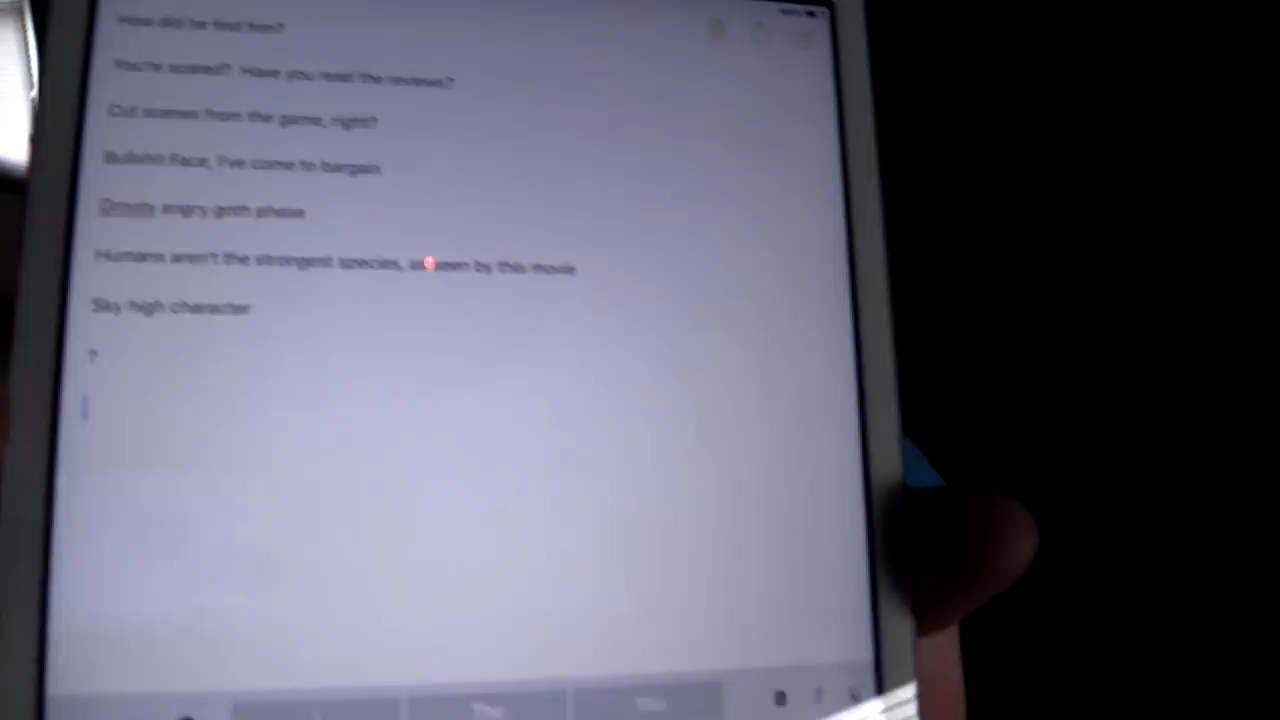 How did he find him?
You're scared? Have you read the reviews?
Cut scenes from the game, right?
Bullshit Face, I've come to bargain
angry goth phase
Humans aren't the strongest species, as seen by this movie
Sky high character
?